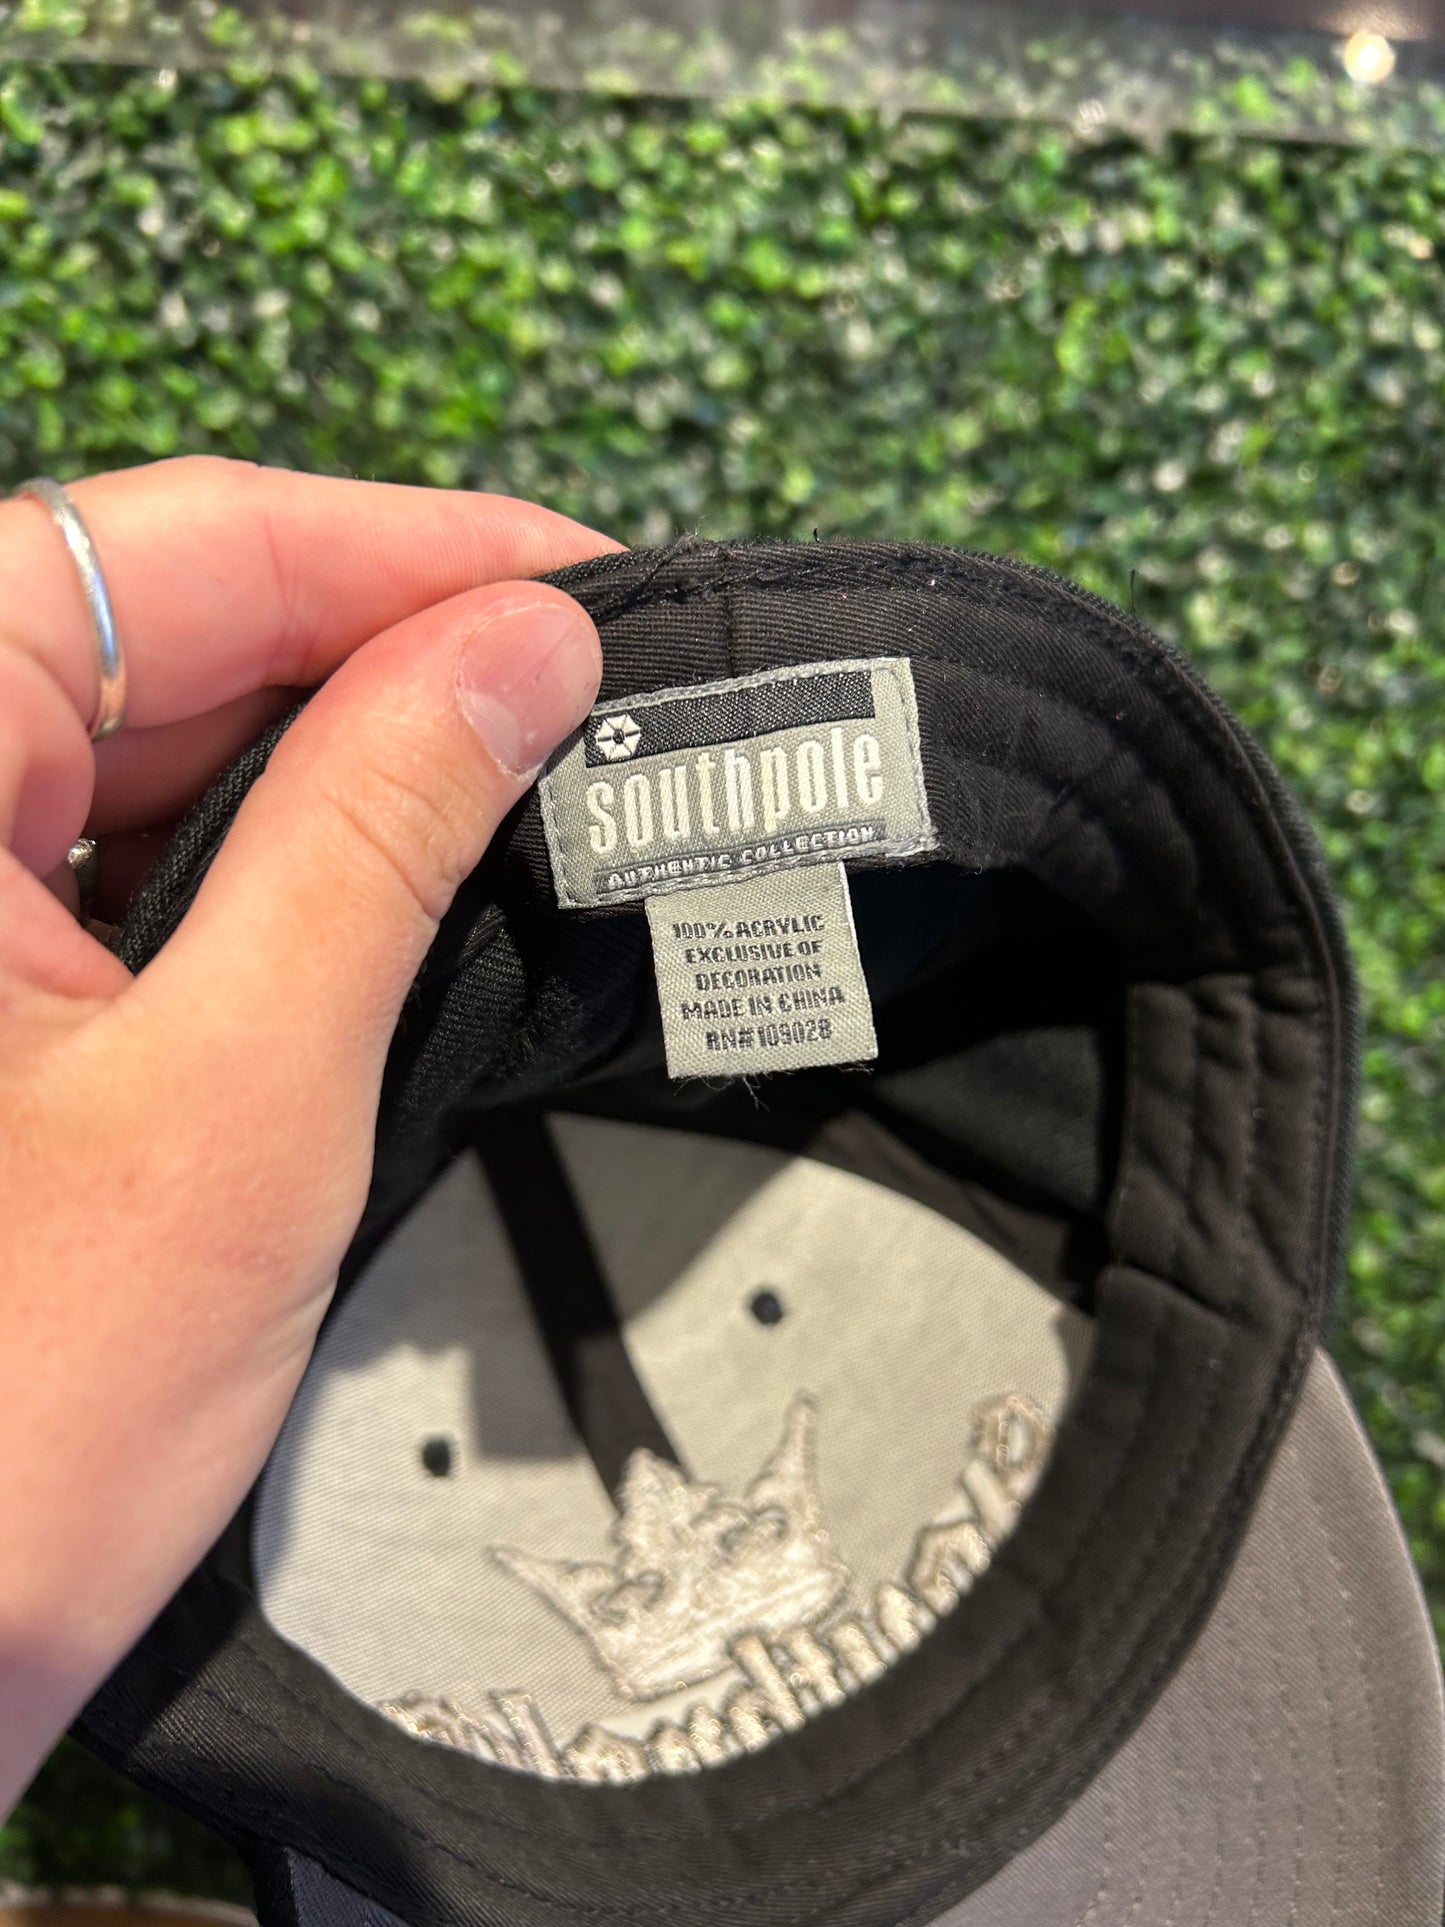 southpole
AUTHENTIC COLLECTION
100% ACRYLIC
EXCLUSIVE OF
DECORATION
MADE IN CHINA
RN#109028